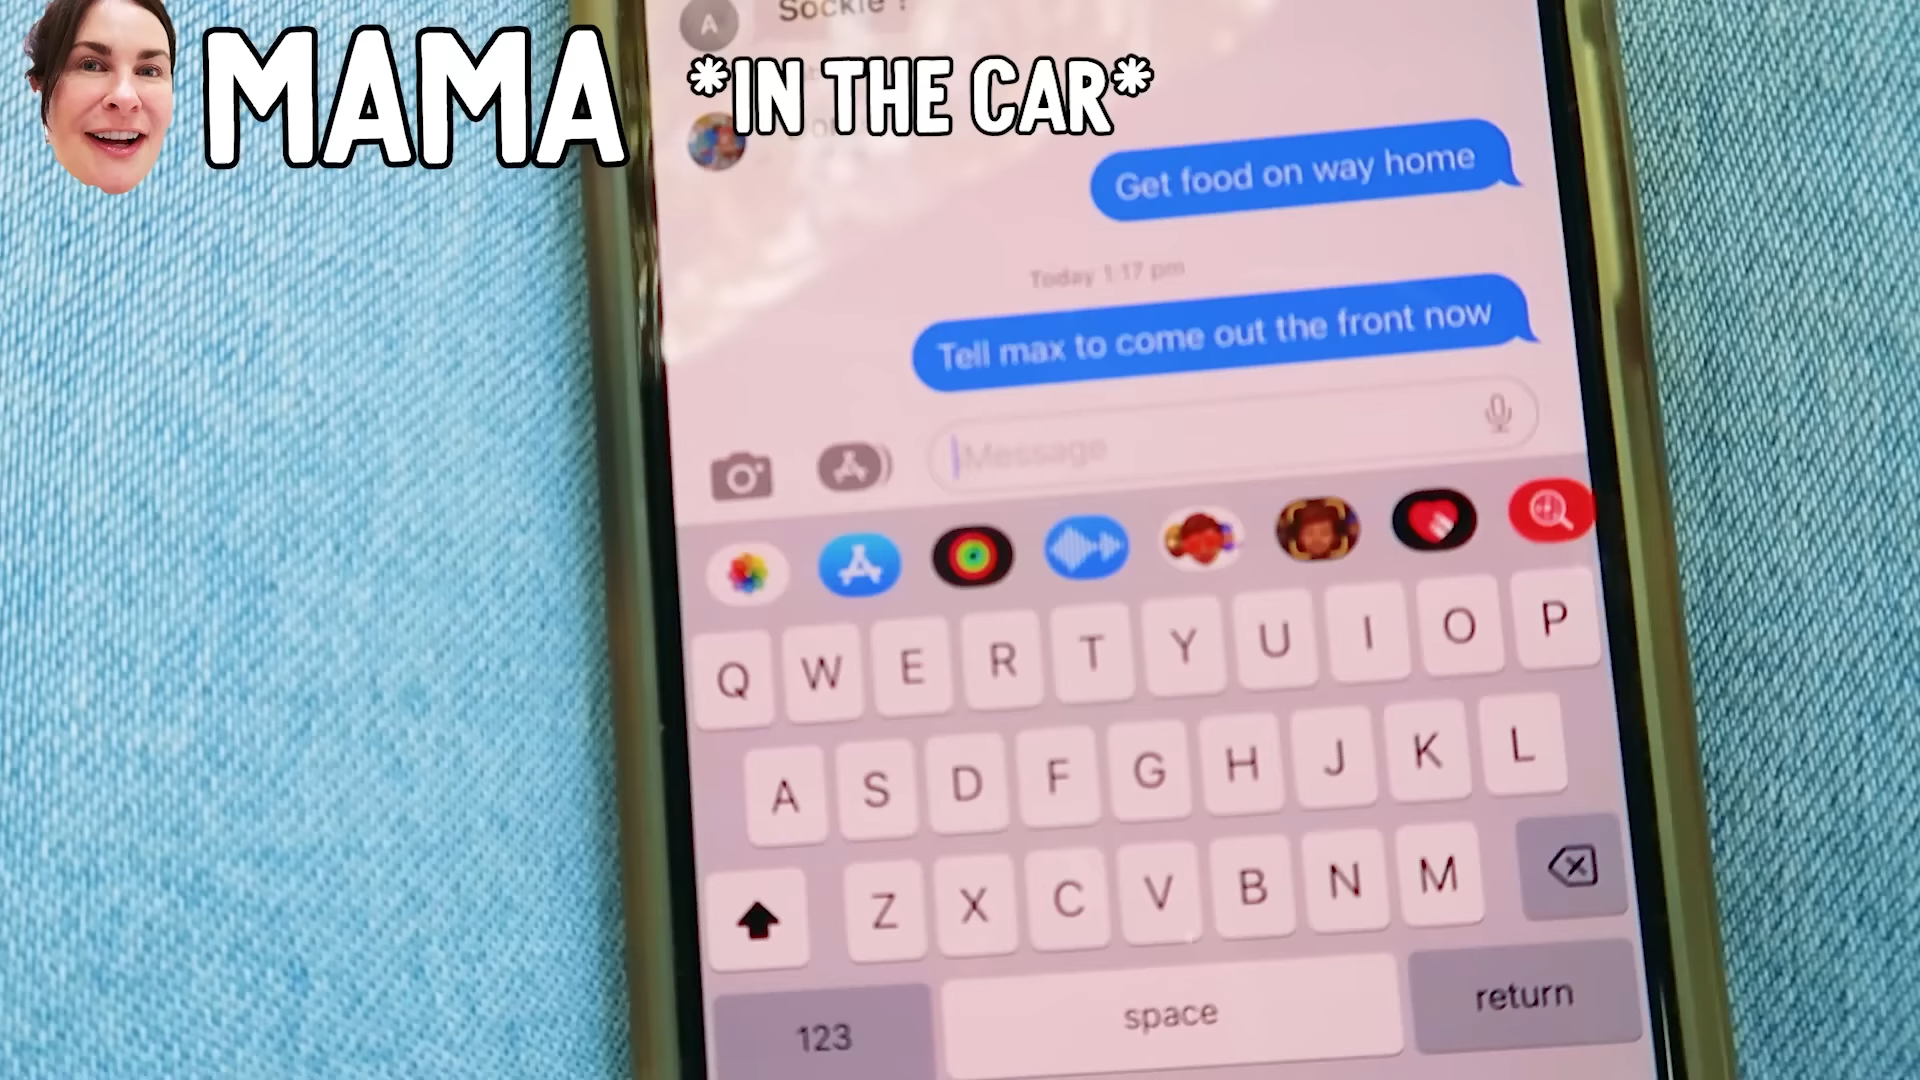 Sockie !
A
MAMA
*IN THE CAR*
Get food on way home
Today 1:17 pm
Tell max to come out the front now
iMessage
Q W E R T Y U I O P
A S D F G H J K L
Z X C V B N M
123 space return